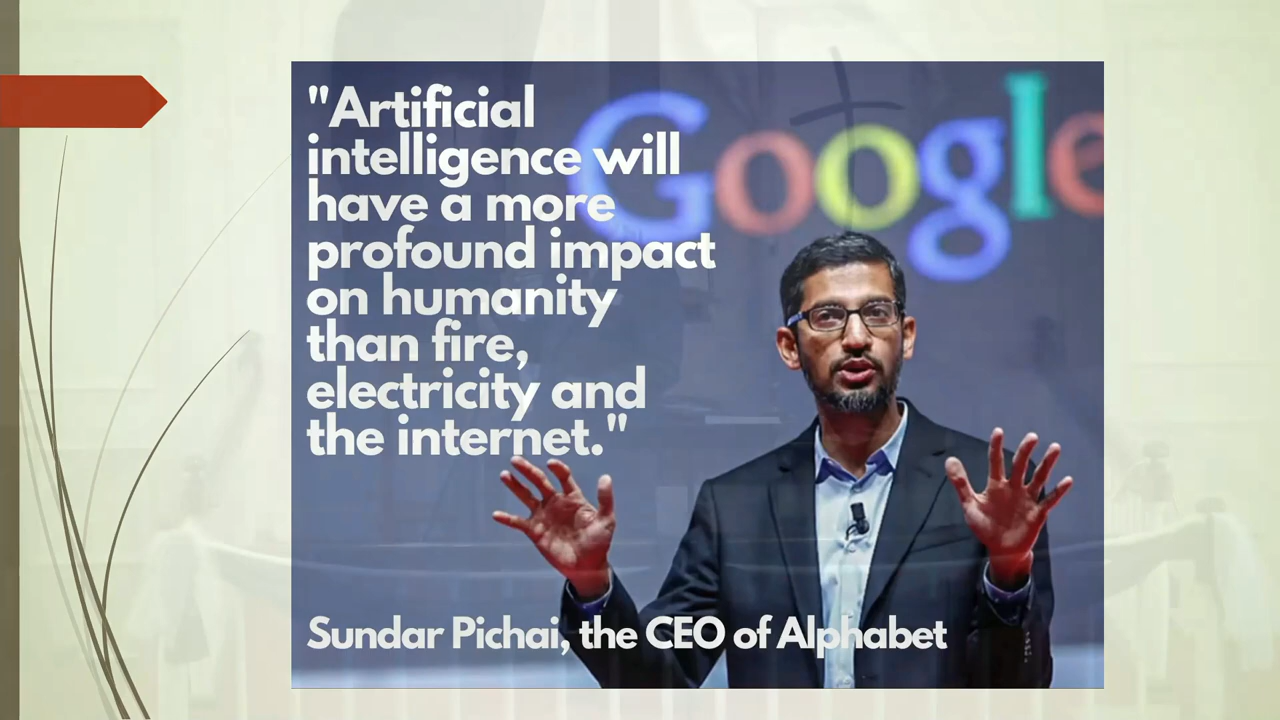 Google
"Artificial
intelligence will
have a more
profound impact
on humanity
than fire,
electricity and
the internet."
Sundar Pichai, the CEO of Alphabet